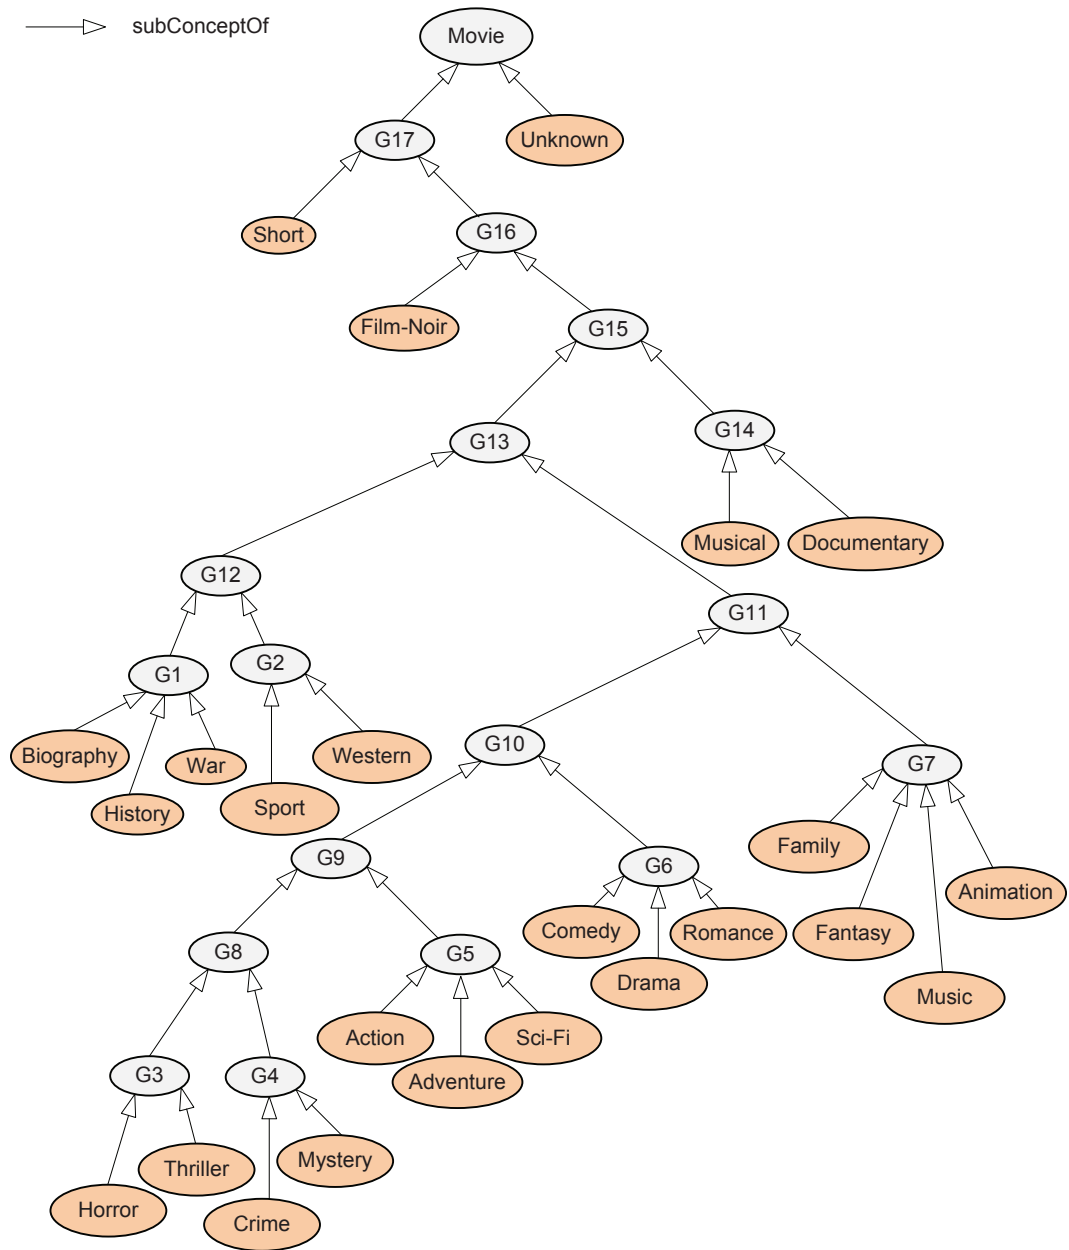 subConceptOf
Movie
G17
Unknown
Short
G16
Film-Noir
G15
G13
G14
Musical
Documentary
G12
G11
G1
G2
Biography
War
Western
History
Sport
G10
G7
Family
G9
G6
Animation
Comedy
Romance
Fantasy
G8
G5
Drama
Music
Action
Sci-Fi
G3
G4
Adventure
Thriller
Mystery
Horror
Crime